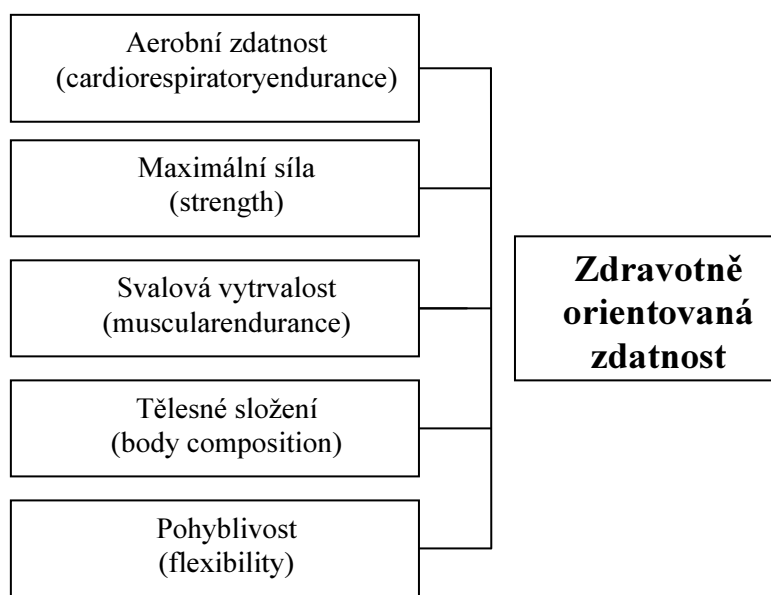 Aerobní zdatnost
(cardiorespiratoryendurance)
Maximální síla
(strength)
Svalová vytrvalost
(muscularendurance)
Tělesné složení
(body composition)
Pohyblivost
(flexibility)
Zdravotně
orientovaná
zdatnost